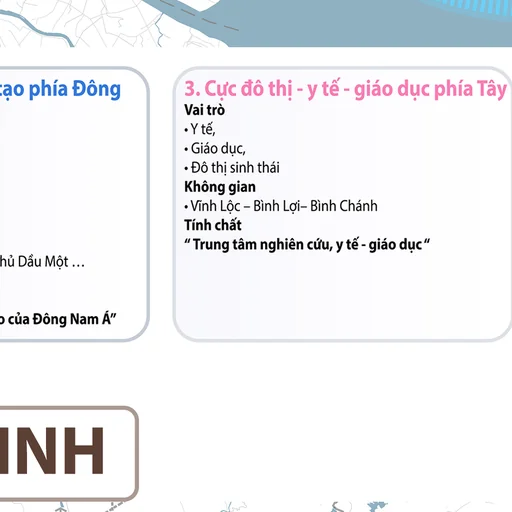 tạo phía Đông
hủ Dầu Một ...
o của Đông Nam Á”
3. Cực đô thị - y tế - giáo dục phía Tây
Vai trò
• Y tế,
• Giáo dục,
• Đô thị sinh thái
Không gian
• Vĩnh Lộc – Bình Lợi– Bình Chánh
Tính chất
“ Trung tâm nghiên cứu, y tế - giáo dục “
INH